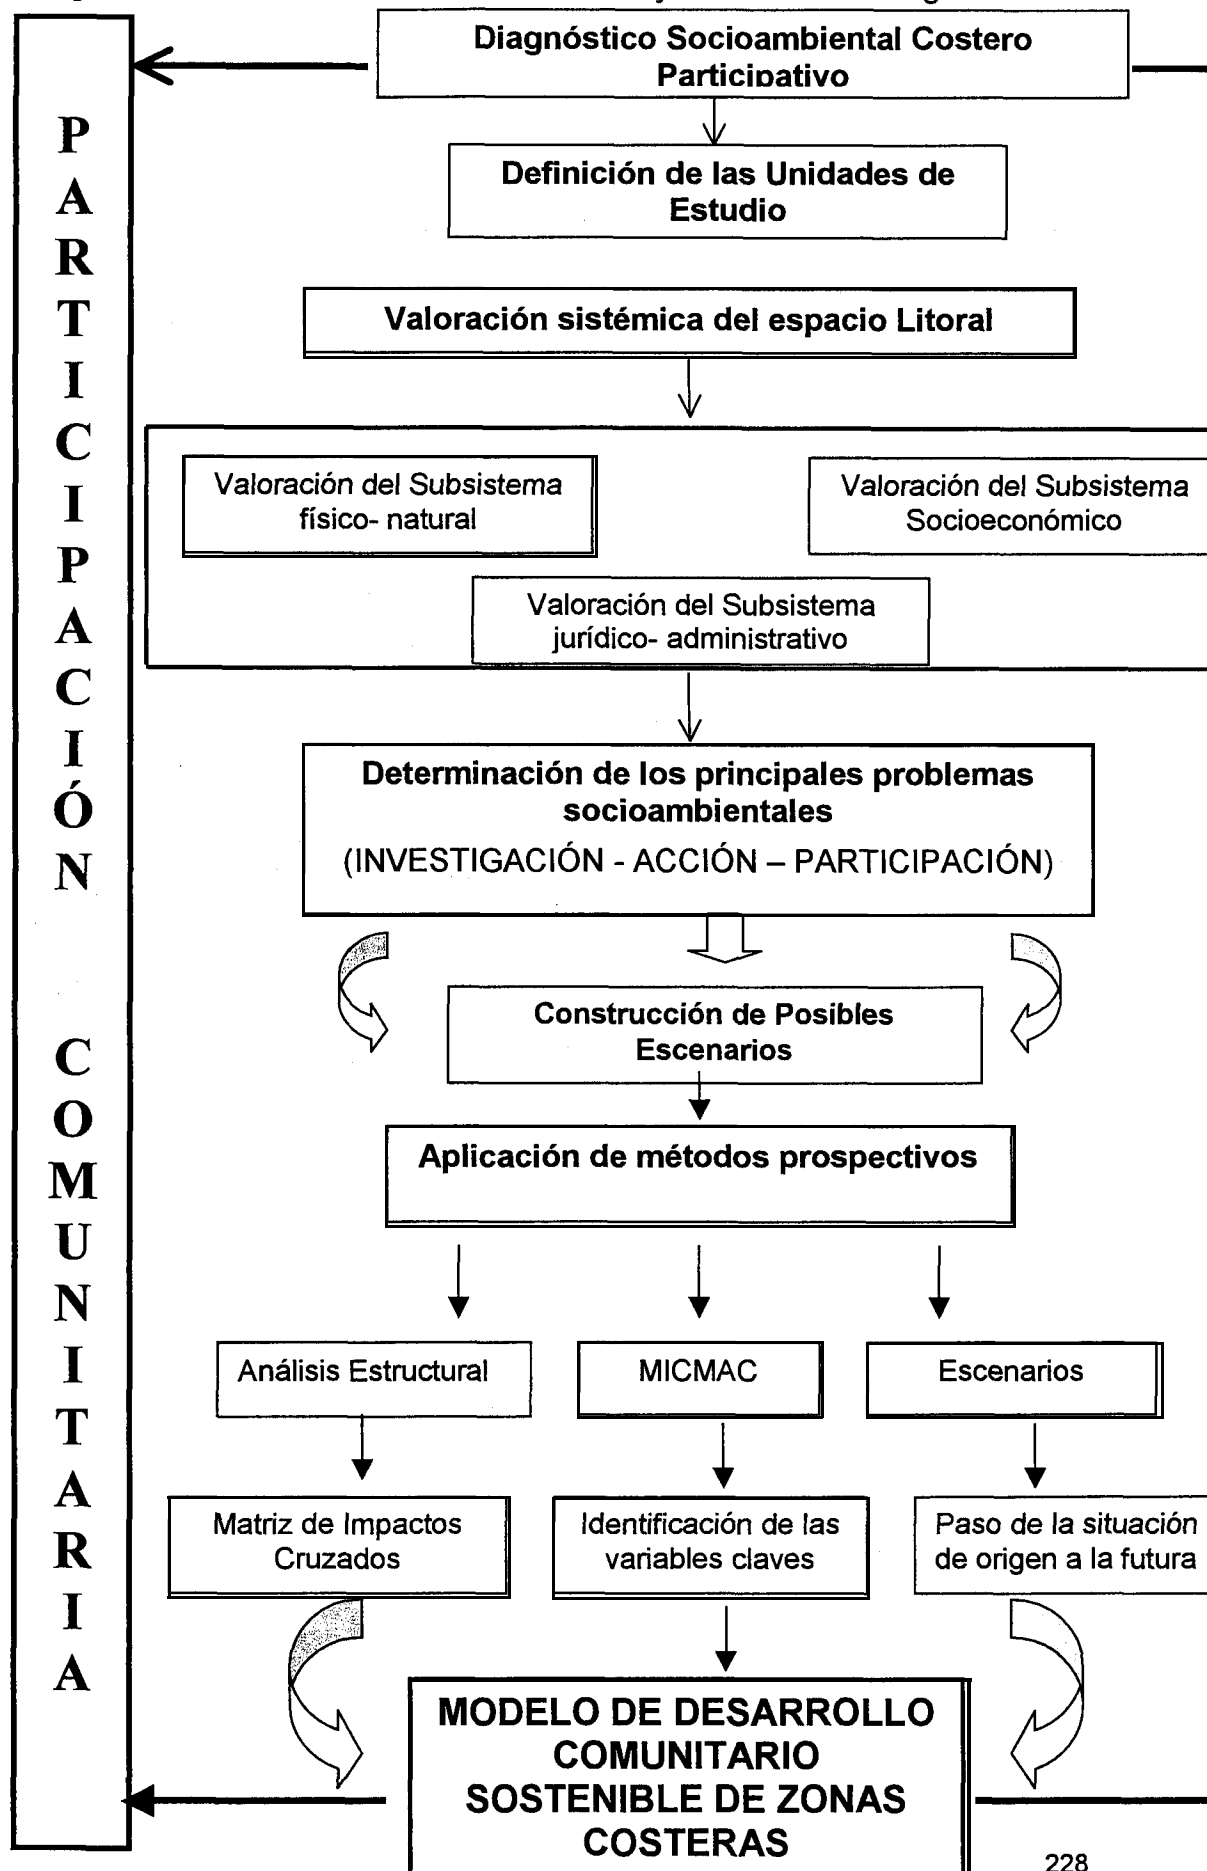 Diagnóstico Socioambiental Costero
Participativo
PARTICIPACIÓN COMUNITARIA
Definición de las Unidades de
Estudio
Valoración sistémica del espacio Litoral
Valoración del Subsistema
físico- natural
Valoración del Subsistema
Socioeconómico
Valoración del Subsistema
jurídico- administrativo
Determinación de los principales problemas
socioambientales
(INVESTIGACIÓN - ACCIÓN – PARTICIPACIÓN)
Construcción de Posibles
Escenarios
Aplicación de métodos prospectivos
Análisis Estructural
MICMAC
Escenarios
Matriz de Impactos
Cruzados
Identificación de las
variables claves
Paso de la situación
de origen a la futura
MODELO DE DESARROLLO
COMUNITARIO
SOSTENIBLE DE ZONAS
COSTERAS
228